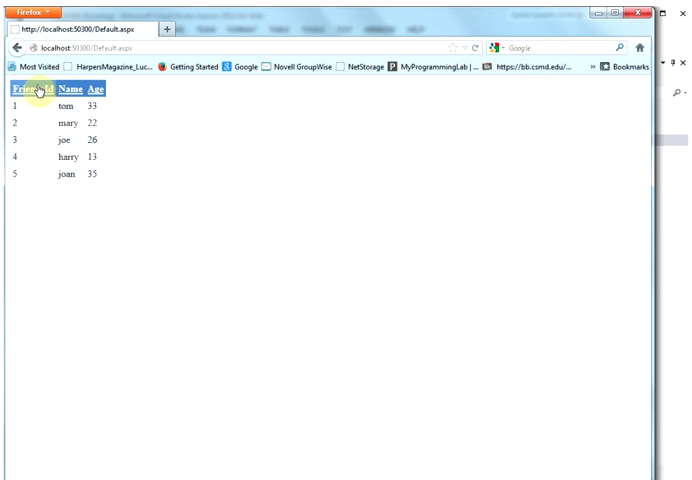 Firefox
http://localhost:50300/Default.aspx
localhost:50300/Default.aspx
Google
Most Visited HarpersMagazine_Luc... Getting Started Google Novell GroupWise NetStorage MyProgrammingLab |... https://bb.csmd.edu/... » Bookmarks
FriendId Name Age
1 tom 33
2 mary 22
3 joe 26
4 harry 13
5 joan 35